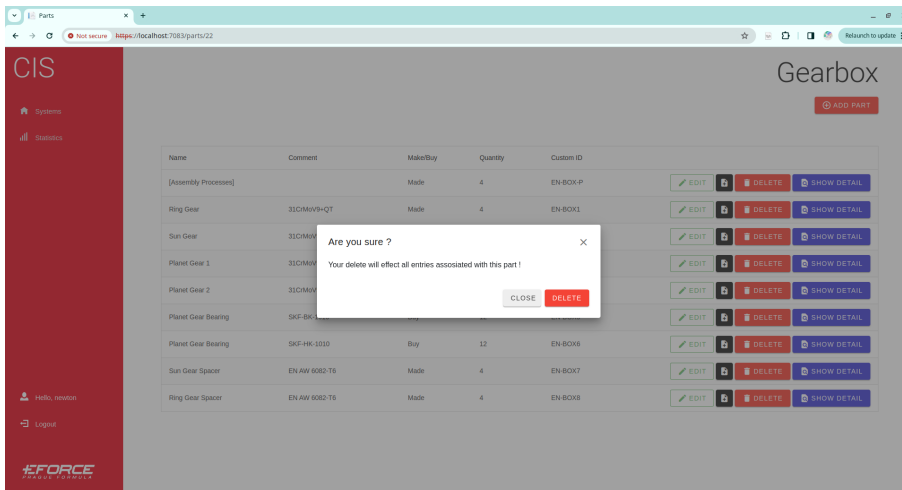 Parts
Not secure https://localhost:7083/parts/22 Relaunch to update
CIS
Gearbox
ADD PART
Systems
Statistics
Name Comment Make/Buy Quantity Custom ID
[Assembly Processes] Made 4 EN-BOX-P EDIT DELETE SHOW DETAIL
Ring Gear 31CrMoV9+QT Made 4 EN-BOX1 EDIT DELETE SHOW DETAIL
Sun Gear 31CrMoV EDIT DELETE SHOW DETAIL
Are you sure ?
Planet Gear 1 31CrMoV EDIT DELETE SHOW DETAIL
Your delete will effect all entries assosiated with this part !
Planet Gear 2 31CrMoV EDIT DELETE SHOW DETAIL
CLOSE DELETE
Planet Gear Bearing EDIT DELETE SHOW DETAIL
Planet Gear Bearing SKF-HK-1010 Buy 12 EN-BOX6 EDIT DELETE SHOW DETAIL
Sun Gear Spacer EN AW 6082-T6 Made 4 EN-BOX7 EDIT DELETE SHOW DETAIL
Ring Gear Spacer EN AW 6082-T6 Made 4 EN-BOX8 EDIT DELETE SHOW DETAIL
Hello, newton
Logout
EFORCE
PRAGUE FORMULA